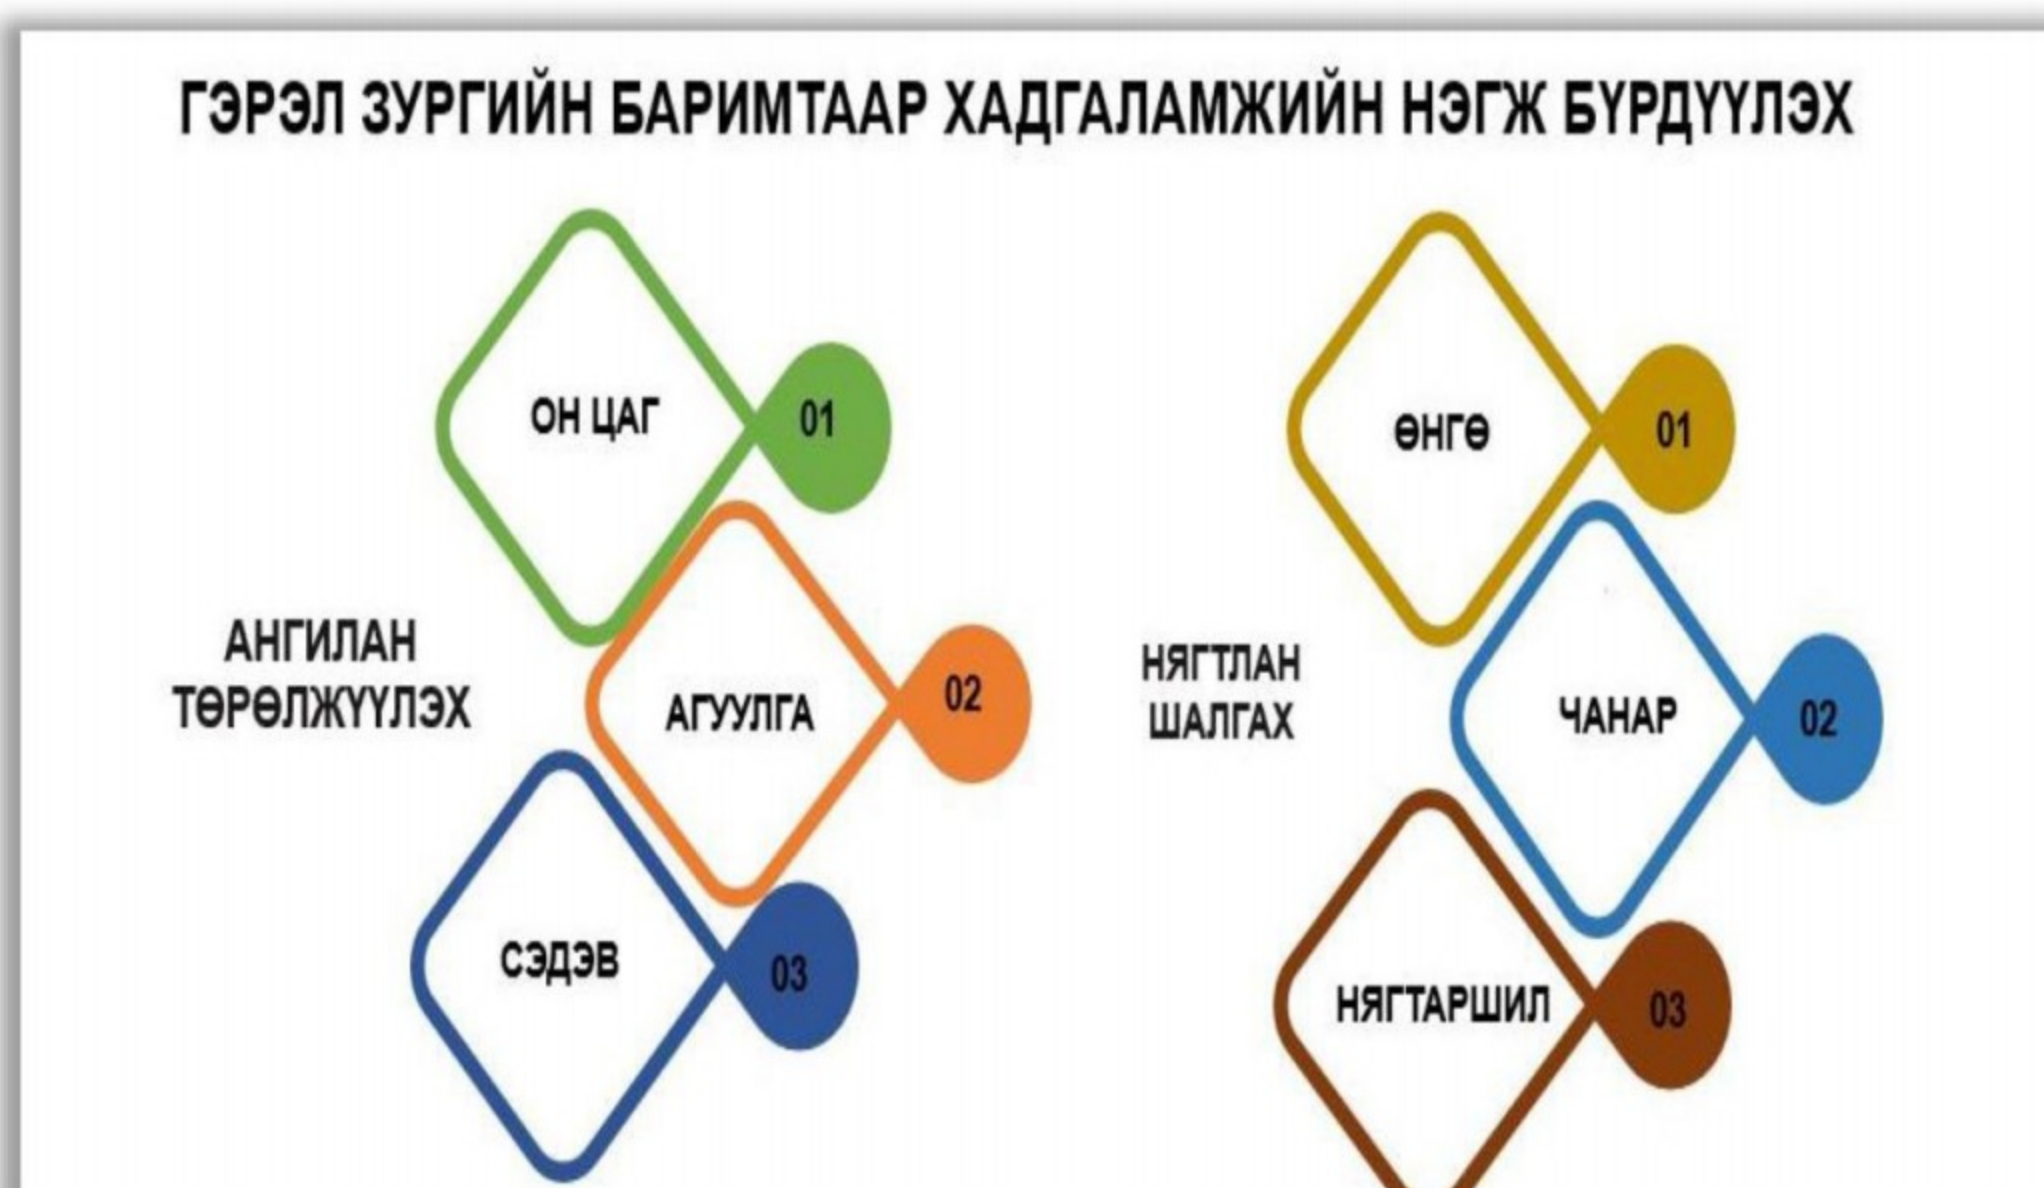 ГЭРЭЛ ЗУРГИЙН БАРИМТААР ХАДГАЛАМЖИЙН НЭГЖ БҮРДҮҮЛЭХ
АНГИЛАН
ТӨРӨЛЖҮҮЛЭХ
ОН ЦАГ
01
АГУУЛГА
02
СЭДЭВ
03
НЯГТЛАН
ШАЛГАХ
ӨНГӨ
01
ЧАНАР
02
НЯГТАРШИЛ
03